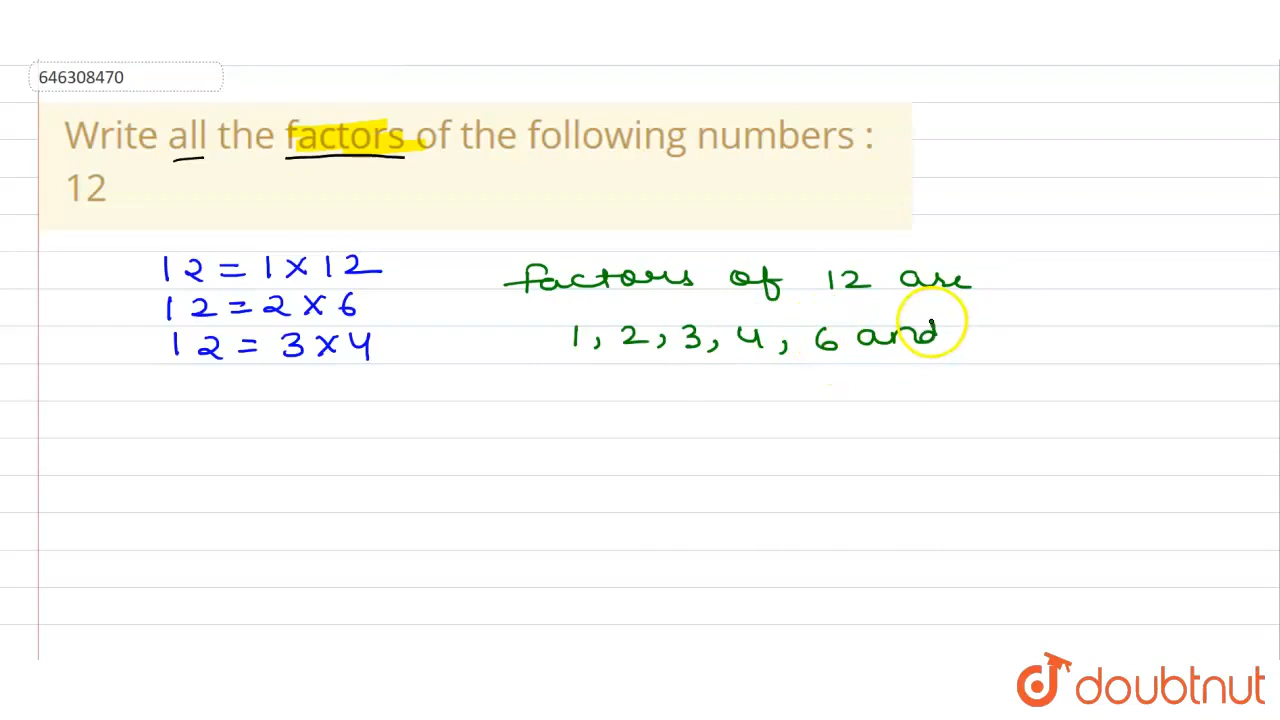 646308470
Write all the factors of the following numbers :
12
12 = 1 × 12
12 = 2 × 6
12 = 3 × 4
factors of 12 are
1, 2, 3, 4, 6 and
doubtnut